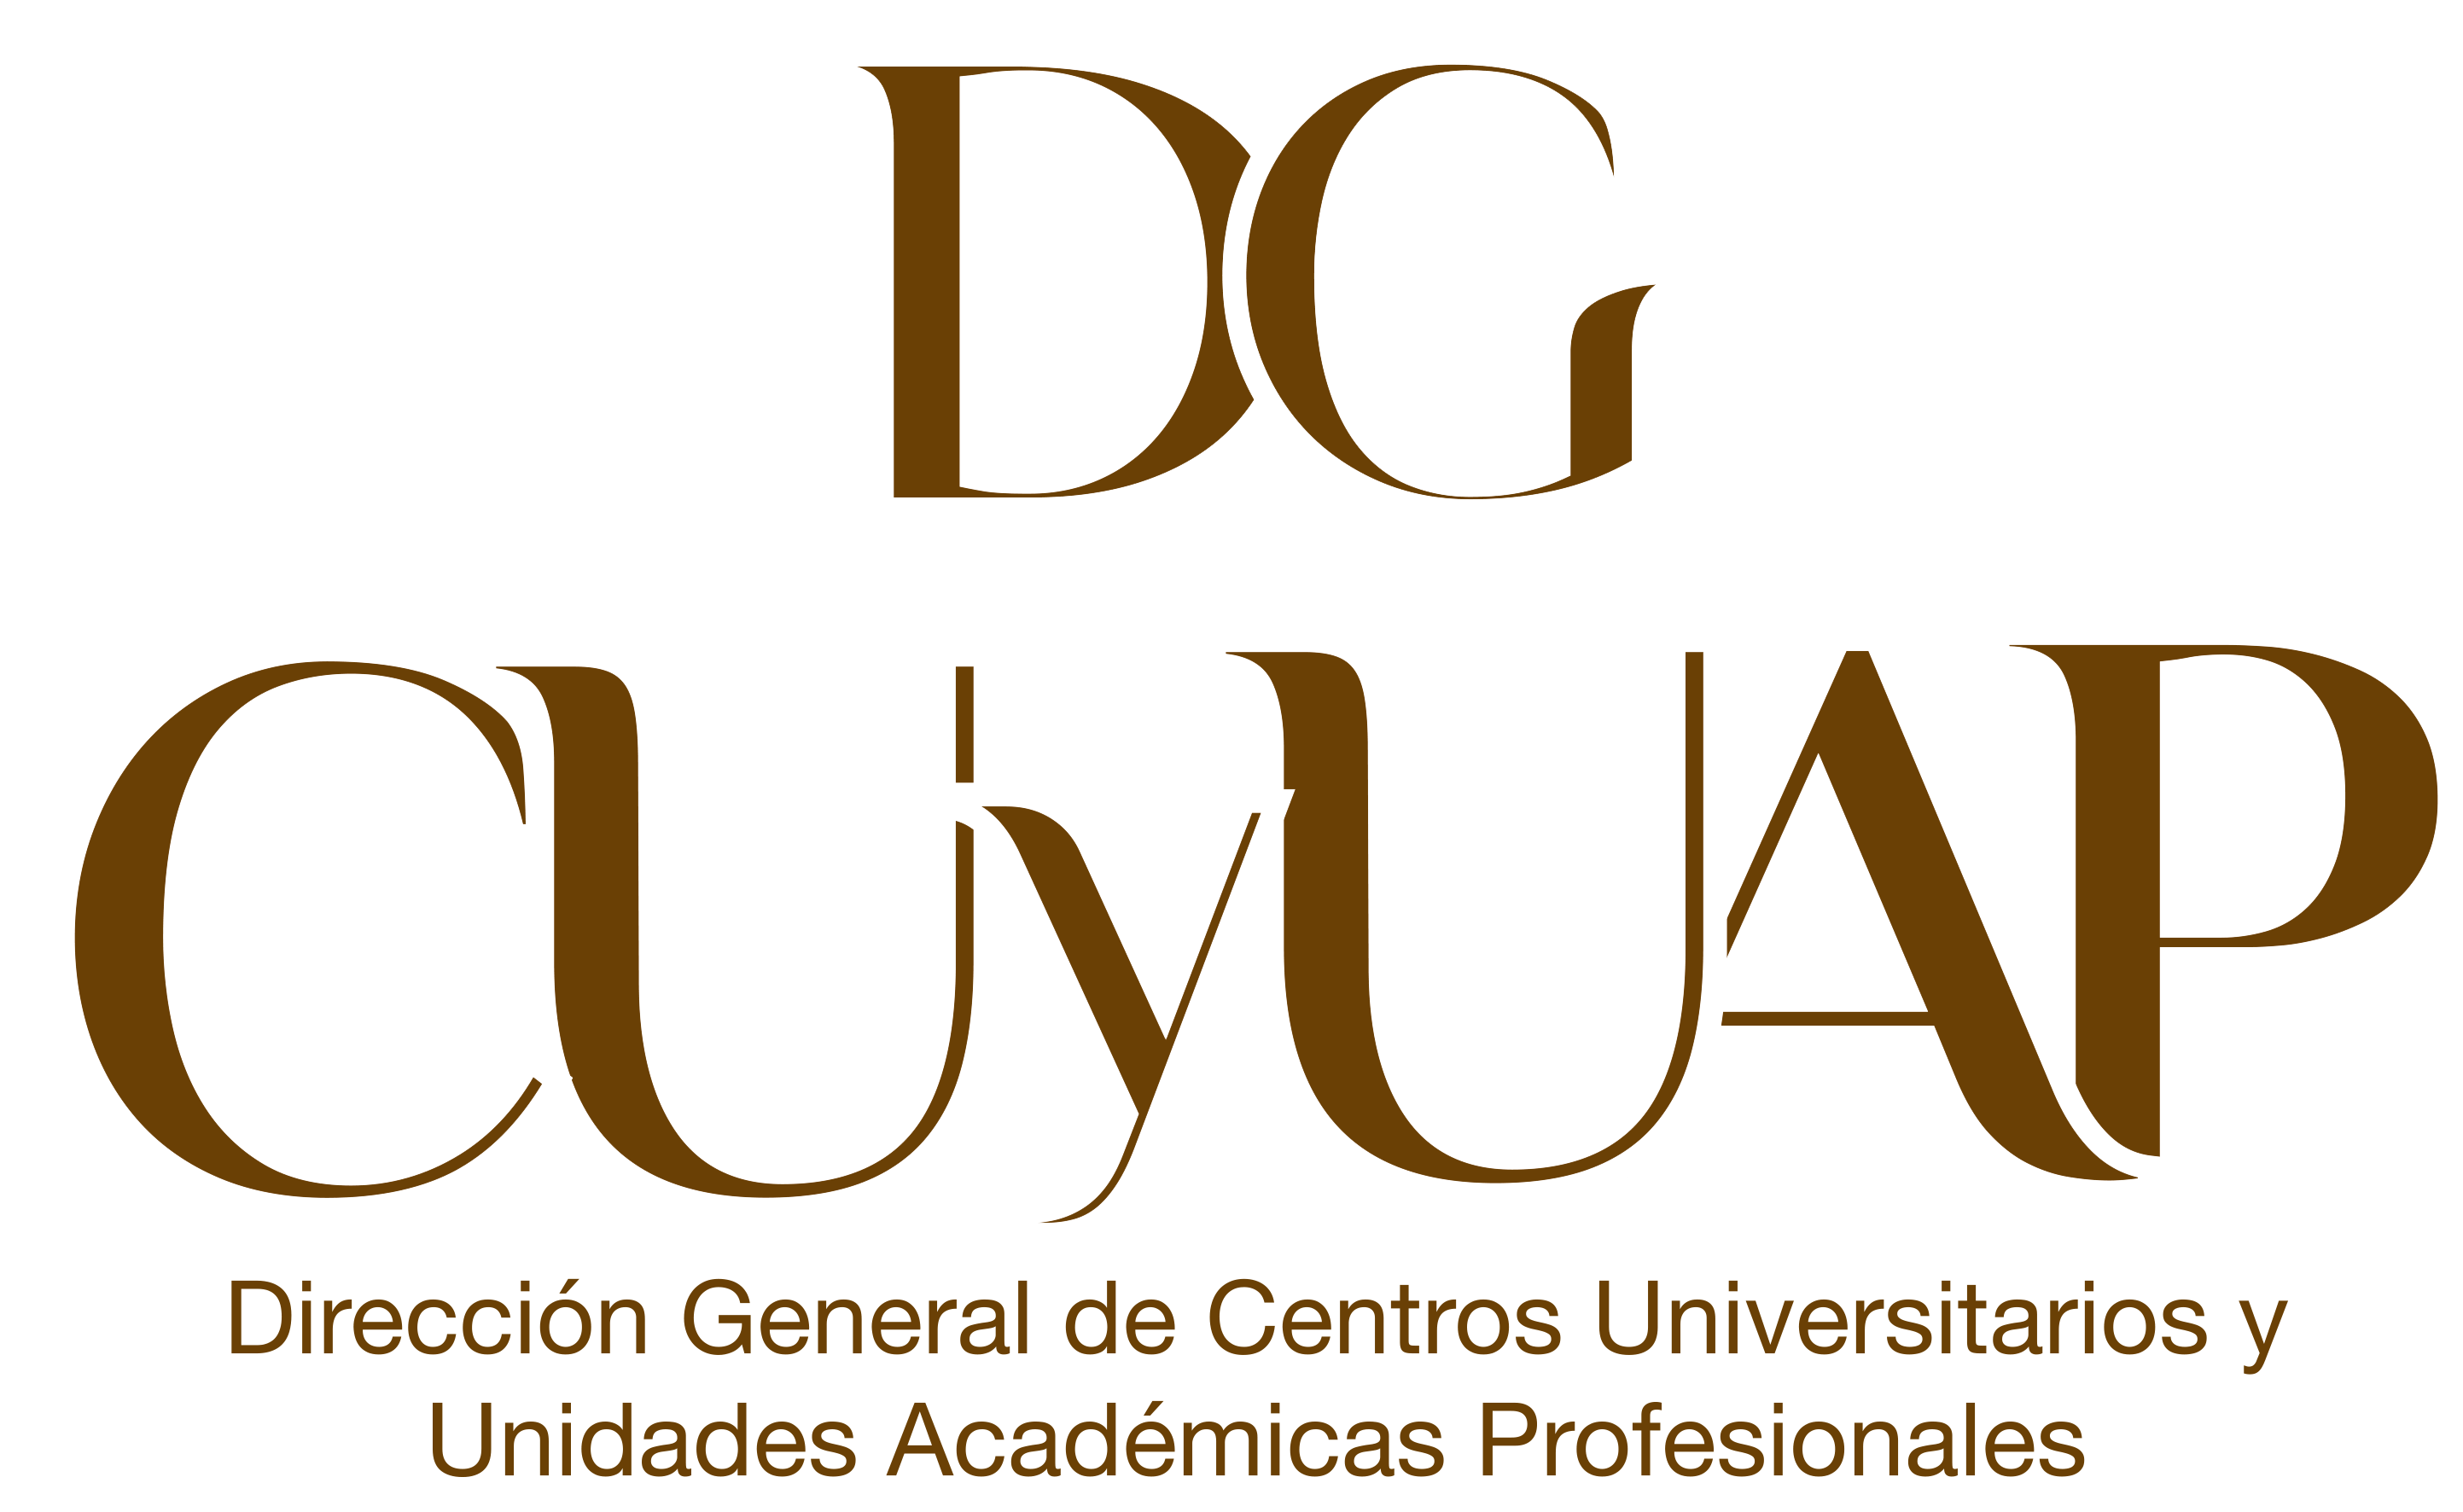 DG
CUyUAP
Dirección General de Centros Universitarios y
Unidades Académicas Profesionales